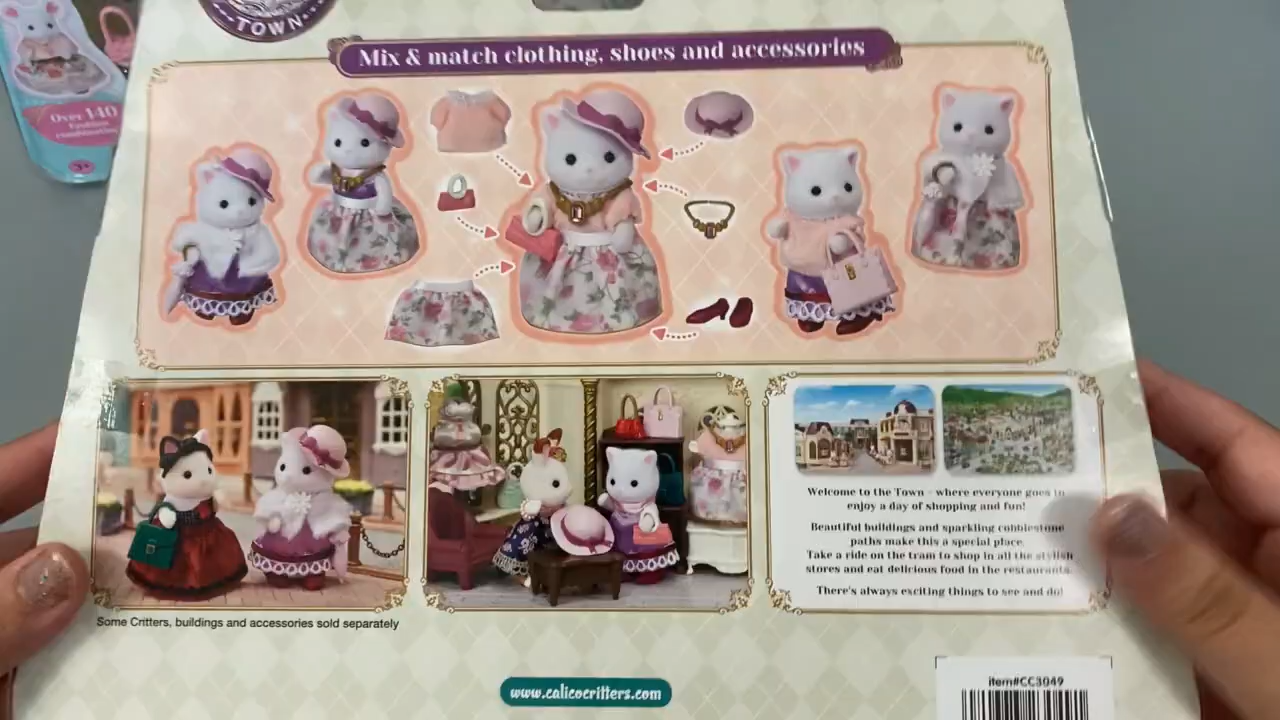 TOWN
Mix & match clothing, shoes and accessories
Over 140
Fashion
combinations
3+
Welcome to the Town - where everyone goes to
enjoy a day of shopping and fun!
Beautiful buildings and sparkling cobblestone
paths make this a special place.
Take a ride on the tram to shop in all the stylish
stores and eat delicious food in the restaurants.
There's always exciting things to see and do!
Some Critters, buildings and accessories sold separately
www.calicocritters.com
item#CC3049